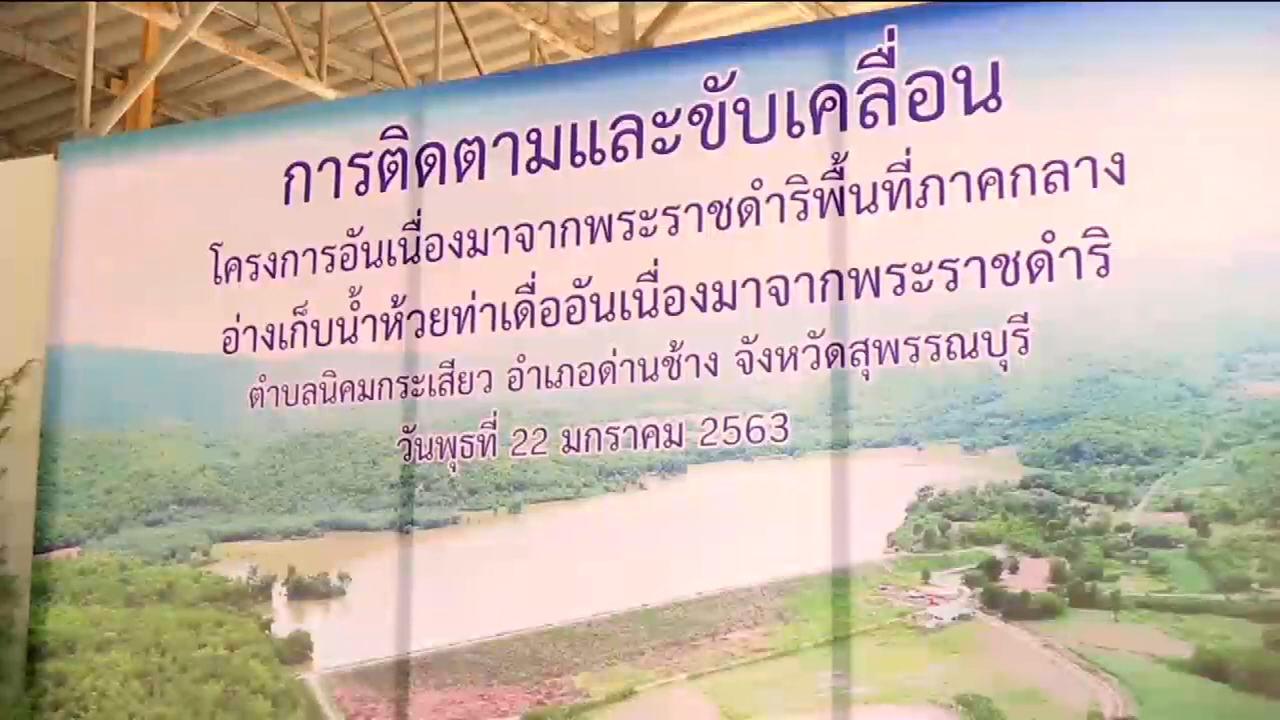 การติดตามและขับเคลื่อน
โครงการอันเนื่องมาจากพระราชดำริพื้นที่ภาคกลาง
อ่างเก็บน้ำห้วยท่าเดื่ออันเนื่องมาจากพระราชดำริ
ตำบลนิคมกระเสียว อำเภอด่านช้าง จังหวัดสุพรรณบุรี
วันพุธที่ 22 มกราคม 2563